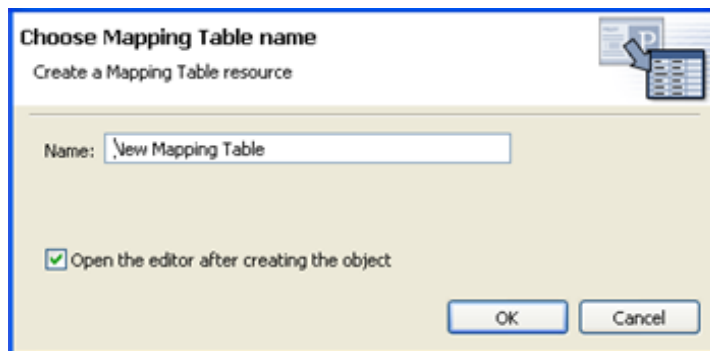 Choose Mapping Table name
Create a Mapping Table resource
Name: New Mapping Table
Open the editor after creating the object
OK Cancel